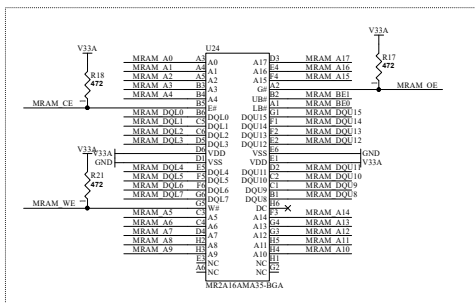 V33A
U24
V33A
R18
472
R17
472
MRAM_A0 A3 A0 A17 D3 MRAM_A17
MRAM_A1 A4 A1 A16 E4 MRAM_A16
MRAM_A2 A5 A2 A15 F4 MRAM_A15
MRAM_A3 B3 A3 G# A2 MRAM_OE
MRAM_A4 B4 A4 UB# B2 MRAM_BE1
MRAM_CE B5 E# LB# A1 MRAM_BE0
MRAM_DQL0 B6 DQL0 DQU15 G1 MRAM_DQU15
MRAM_DQL1 C5 DQL1 DQU14 F1 MRAM_DQU14
MRAM_DQL2 C6 DQL2 DQU13 F2 MRAM_DQU13
MRAM_DQL3 D5 DQL3 DQU12 E2 MRAM_DQU12
V33A D6 VDD VSS E6 GND
GND D1 VSS VDD E1 V33A
MRAM_DQL4 E5 DQL4 DQU11 D2 MRAM_DQU11
MRAM_DQL5 F5 DQL5 DQU10 C2 MRAM_DQU10
MRAM_DQL6 F6 DQL6 DQU9 C1 MRAM_DQU9
MRAM_DQL7 G6 DQL7 DQU8 B1 MRAM_DQU8
R21
472
MRAM_WE G5 W# DC H6
MRAM_A5 C3 A5 A14 F3 MRAM_A14
MRAM_A6 C4 A6 A13 G4 MRAM_A13
MRAM_A7 D4 A7 A12 G3 MRAM_A12
MRAM_A8 H2 A8 A11 H5 MRAM_A11
MRAM_A9 H3 A9 A10 H4 MRAM_A10
E3 NC NC H1
A6 NC NC G2
MR2A16AMA35-BGA